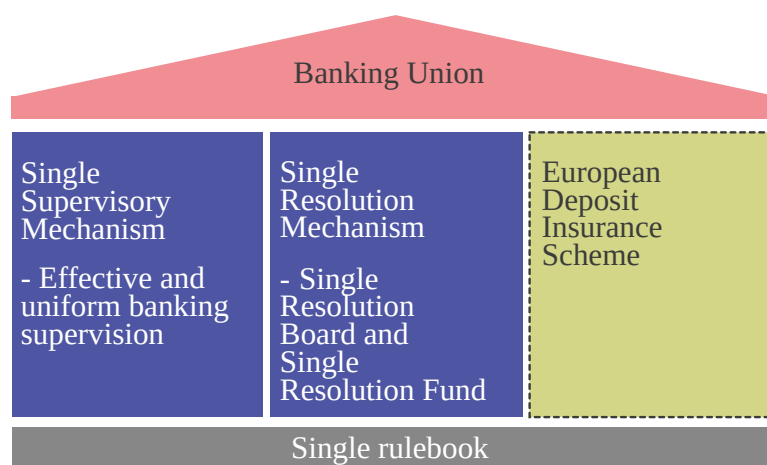 Banking Union
Single
Supervisory
Mechanism
- Effective and
uniform banking
supervision
Single
Resolution
Mechanism
- Single
Resolution
Board and
Single
Resolution Fund
European
Deposit
Insurance
Scheme
Single rulebook